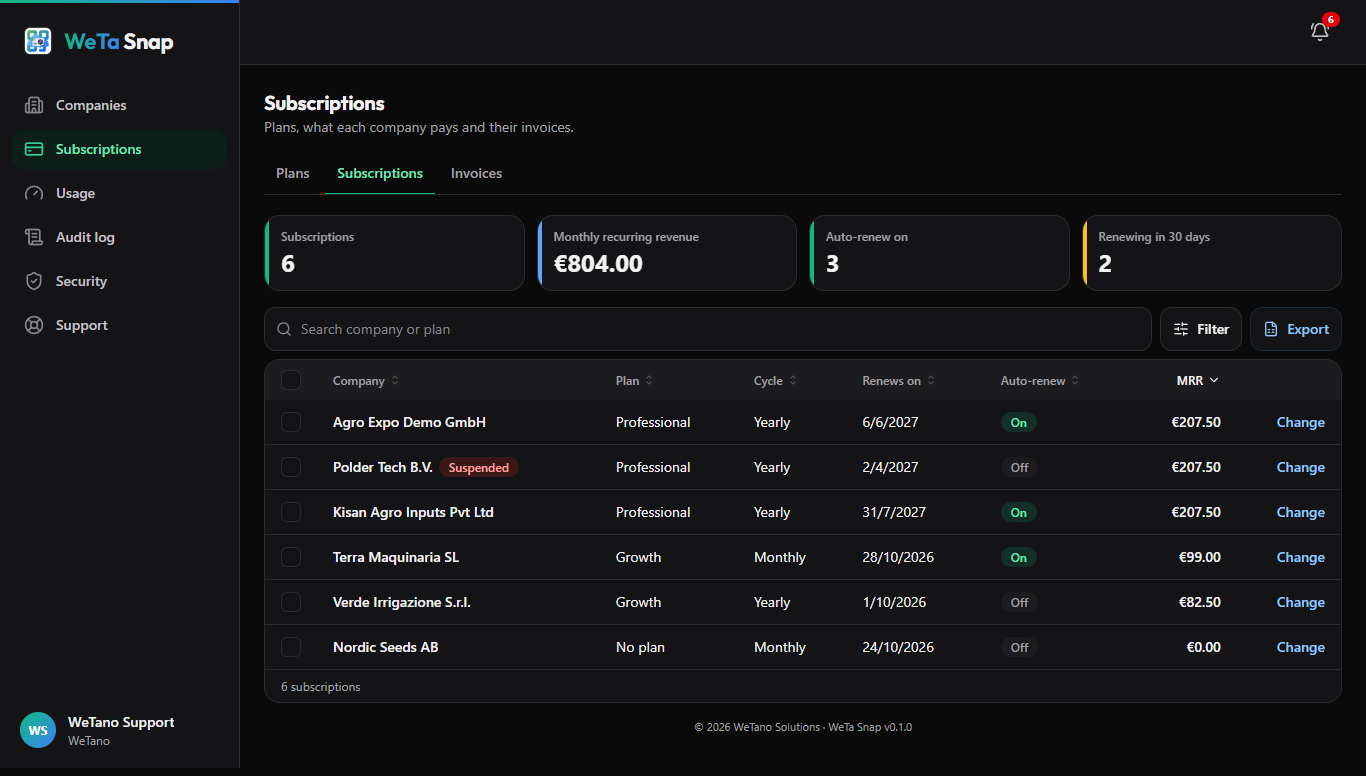 WeTa Snap
6
Companies
Subscriptions
Usage
Audit log
Security
Support
WS
WeTano Support
WeTano
Subscriptions
Plans, what each company pays and their invoices.
Plans Subscriptions Invoices
Subscriptions Monthly recurring revenue Auto-renew on Renewing in 30 days
6 €804.00 3 2
Search company or plan Filter Export
Company Plan Cycle Renews on Auto-renew MRR
Agro Expo Demo GmbH Professional Yearly 6/6/2027 On €207.50 Change
Polder Tech B.V. Suspended Professional Yearly 2/4/2027 Off €207.50 Change
Kisan Agro Inputs Pvt Ltd Professional Yearly 31/7/2027 On €207.50 Change
Terra Maquinaria SL Growth Monthly 28/10/2026 On €99.00 Change
Verde Irrigazione S.r.l. Growth Yearly 1/10/2026 Off €82.50 Change
Nordic Seeds AB No plan Monthly 24/10/2026 Off €0.00 Change
6 subscriptions
© 2026 WeTano Solutions · WeTa Snap v0.1.0